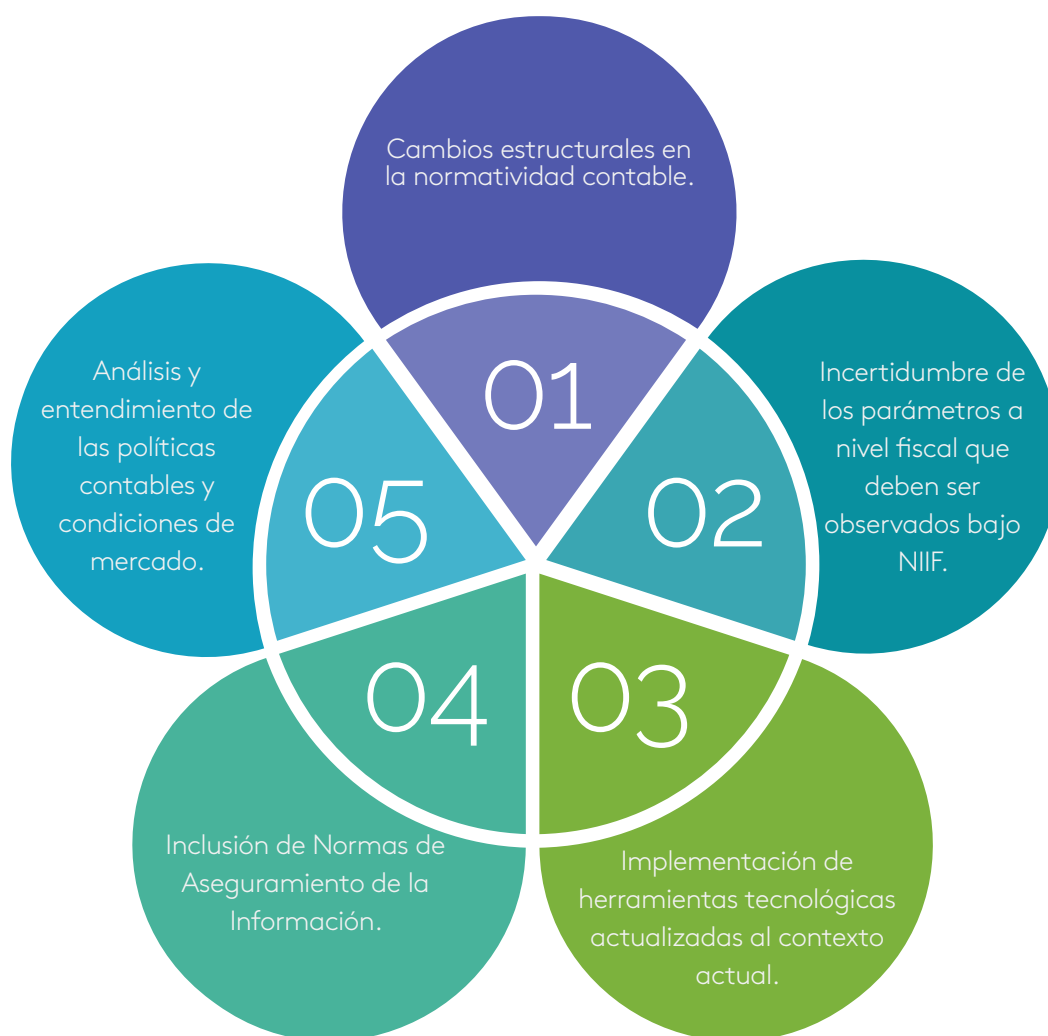 01
Cambios estructurales en
la normatividad contable.
02
Incertidumbre de
los parámetros a
nivel fiscal que
deben ser
observados bajo
NIIF.
03
Implementación de
herramientas tecnológicas
actualizadas al contexto
actual.
04
Inclusión de Normas de
Aseguramiento de la
Información.
05
Análisis y
entendimiento de
las políticas
contables y
condiciones de
mercado.